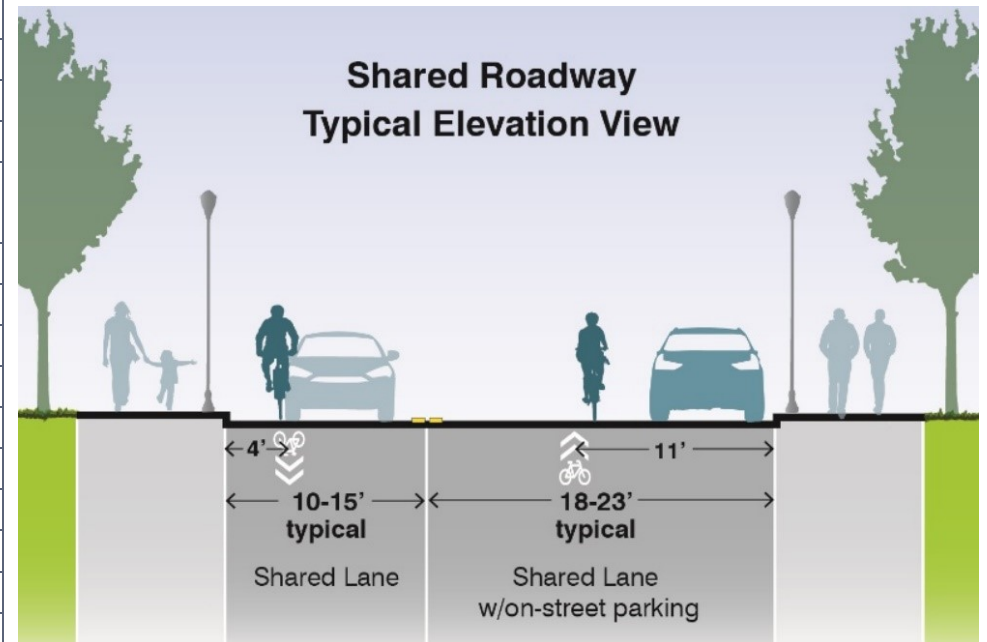 Shared Roadway
Typical Elevation View
4’
11’
10-15’
typical
18-23’
typical
Shared Lane
Shared Lane
w/on-street parking